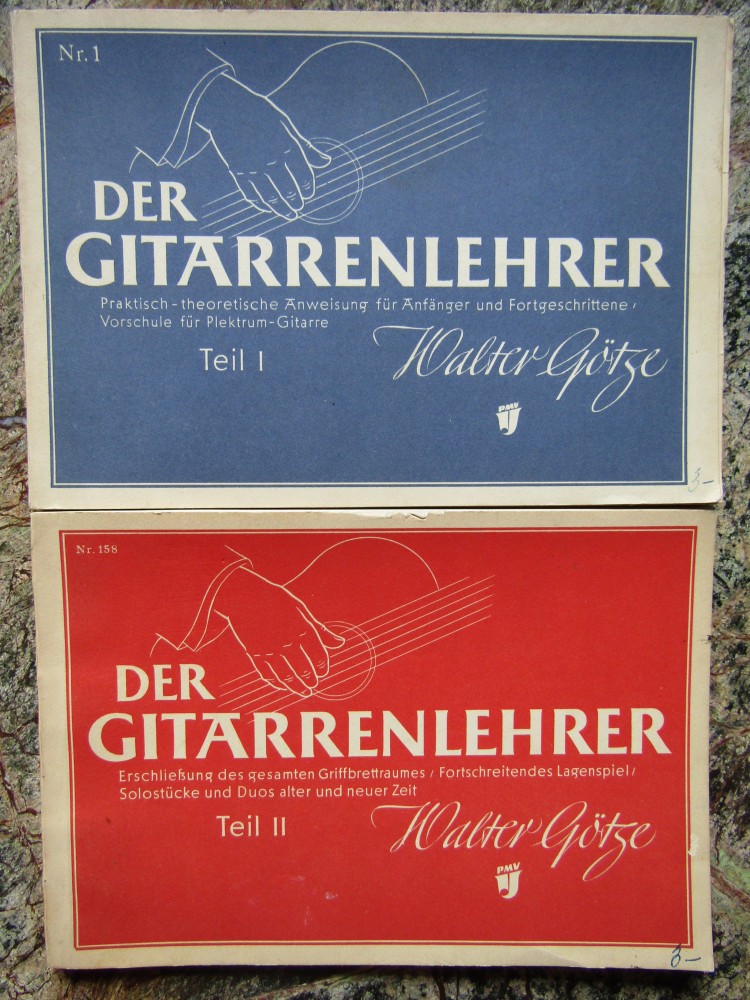 Nr. 1
DER
GITARRENLEHRER
Praktisch-theoretische Anweisung für Anfänger und Fortgeschrittene /
Vorschule für Plektrum-Gitarre
Teil I
Walter Götze
PMV
3.–
Nr. 158
DER
GITARRENLEHRER
Erschließung des gesamten Griffbrettraumes / Fortschreitendes Lagenspiel /
Solostücke und Duos alter und neuer Zeit
Teil II
Walter Götze
PMV